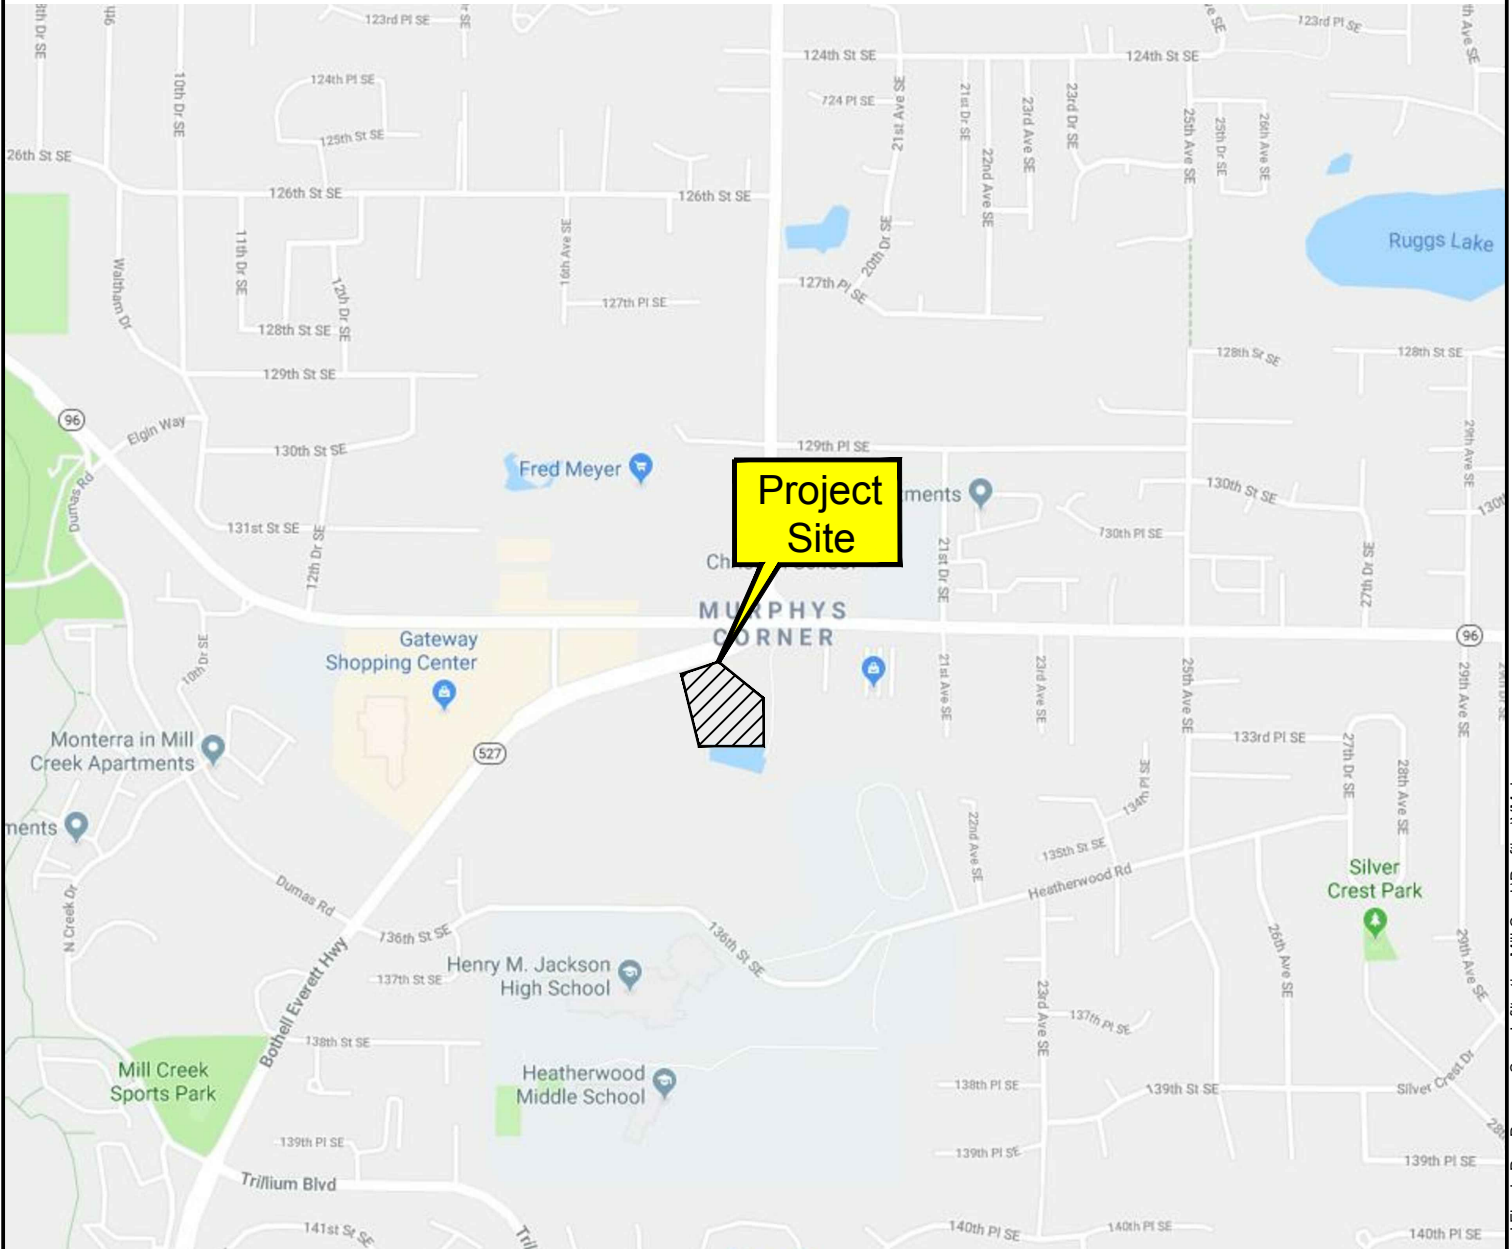 123rd Pl SE
123rd Pl SE
124th St SE
124th St SE
10th Dr SE
124th Pl SE
125th St SE
21st Ave SE
21st Dr SE
22nd Ave SE
23rd Ave SE
23rd Dr SE
25th Ave SE
25th Dr SE
26th Ave SE
26th St SE
126th St SE
126th St SE
Ruggs Lake
11th Dr SE
16th Ave SE
20th Dr SE
Waltham Dr
12th Dr SE
127th Pl SE
127th Pl SE
128th St SE
128th St SE
128th St SE
129th St SE
96
Elgin Way
130th St SE
129th Pl SE
29th Ave SE
Fred Meyer
Project
Site
ments
130th St SE
Dumas Rd
131st St SE
12th Dr SE
130th Pl SE
21st Dr SE
27th Dr SE
MURPHYS
CORNER
96
Gateway
Shopping Center
10th Dr SE
21st Ave SE
23rd Ave SE
25th Ave SE
29th Ave SE
Monterra in Mill
Creek Apartments
527
133rd Pl SE
27th Dr SE
28th Ave SE
ments
22nd Ave SE
135th St SE
Heatherwood Rd
Silver
Crest Park
Dumas Rd
N Creek Dr
136th St SE
136th St SE
26th Ave SE
29th Ave SE
Bothell Everett Hwy
137th St SE
Henry M. Jackson
High School
23rd Ave SE
137th Pl SE
138th St SE
Mill Creek
Sports Park
Heatherwood
Middle School
138th Pl SE
139th St SE
Silver Crest Dr
139th Pl SE
139th Pl SE
139th Pl SE
Trillium Blvd
141st St SE
140th Pl SE
140th Pl SE
140th Pl SE